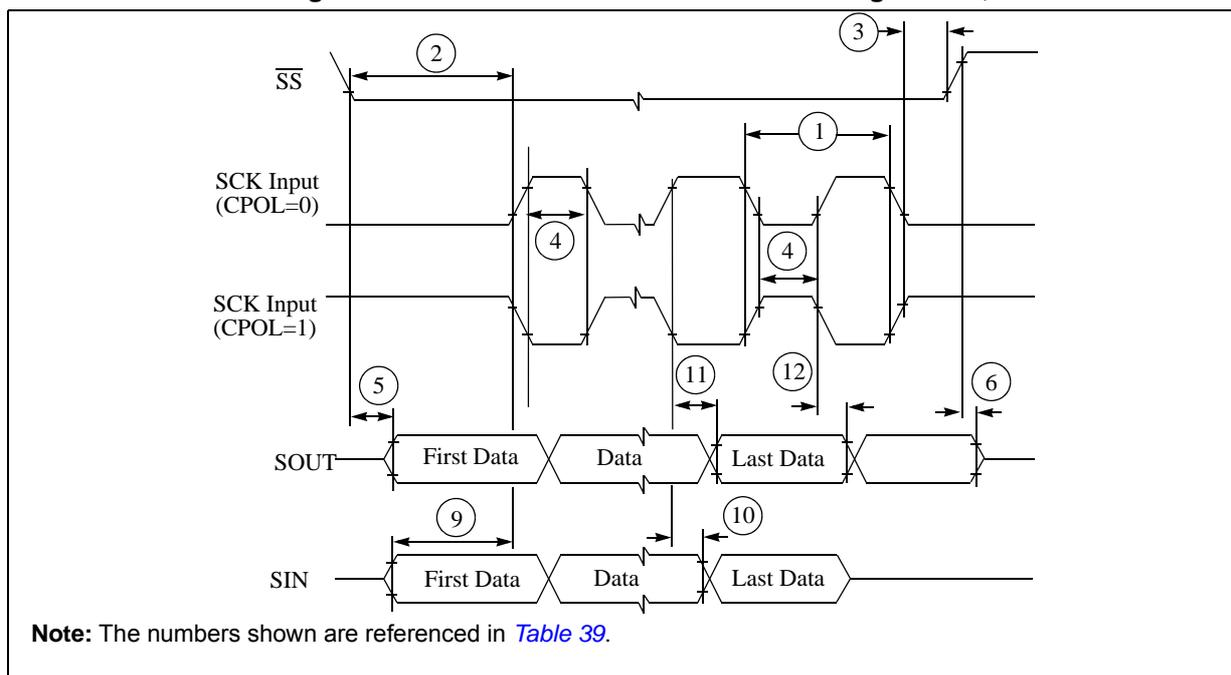 3
2
SS
1
SCK Input
(CPOL=0)
4
4
SCK Input
(CPOL=1)
11
12
5
6
First Data
Data
Last Data
SOUT
9
10
First Data
Data
Last Data
SIN
Note: The numbers shown are referenced in Table 39.